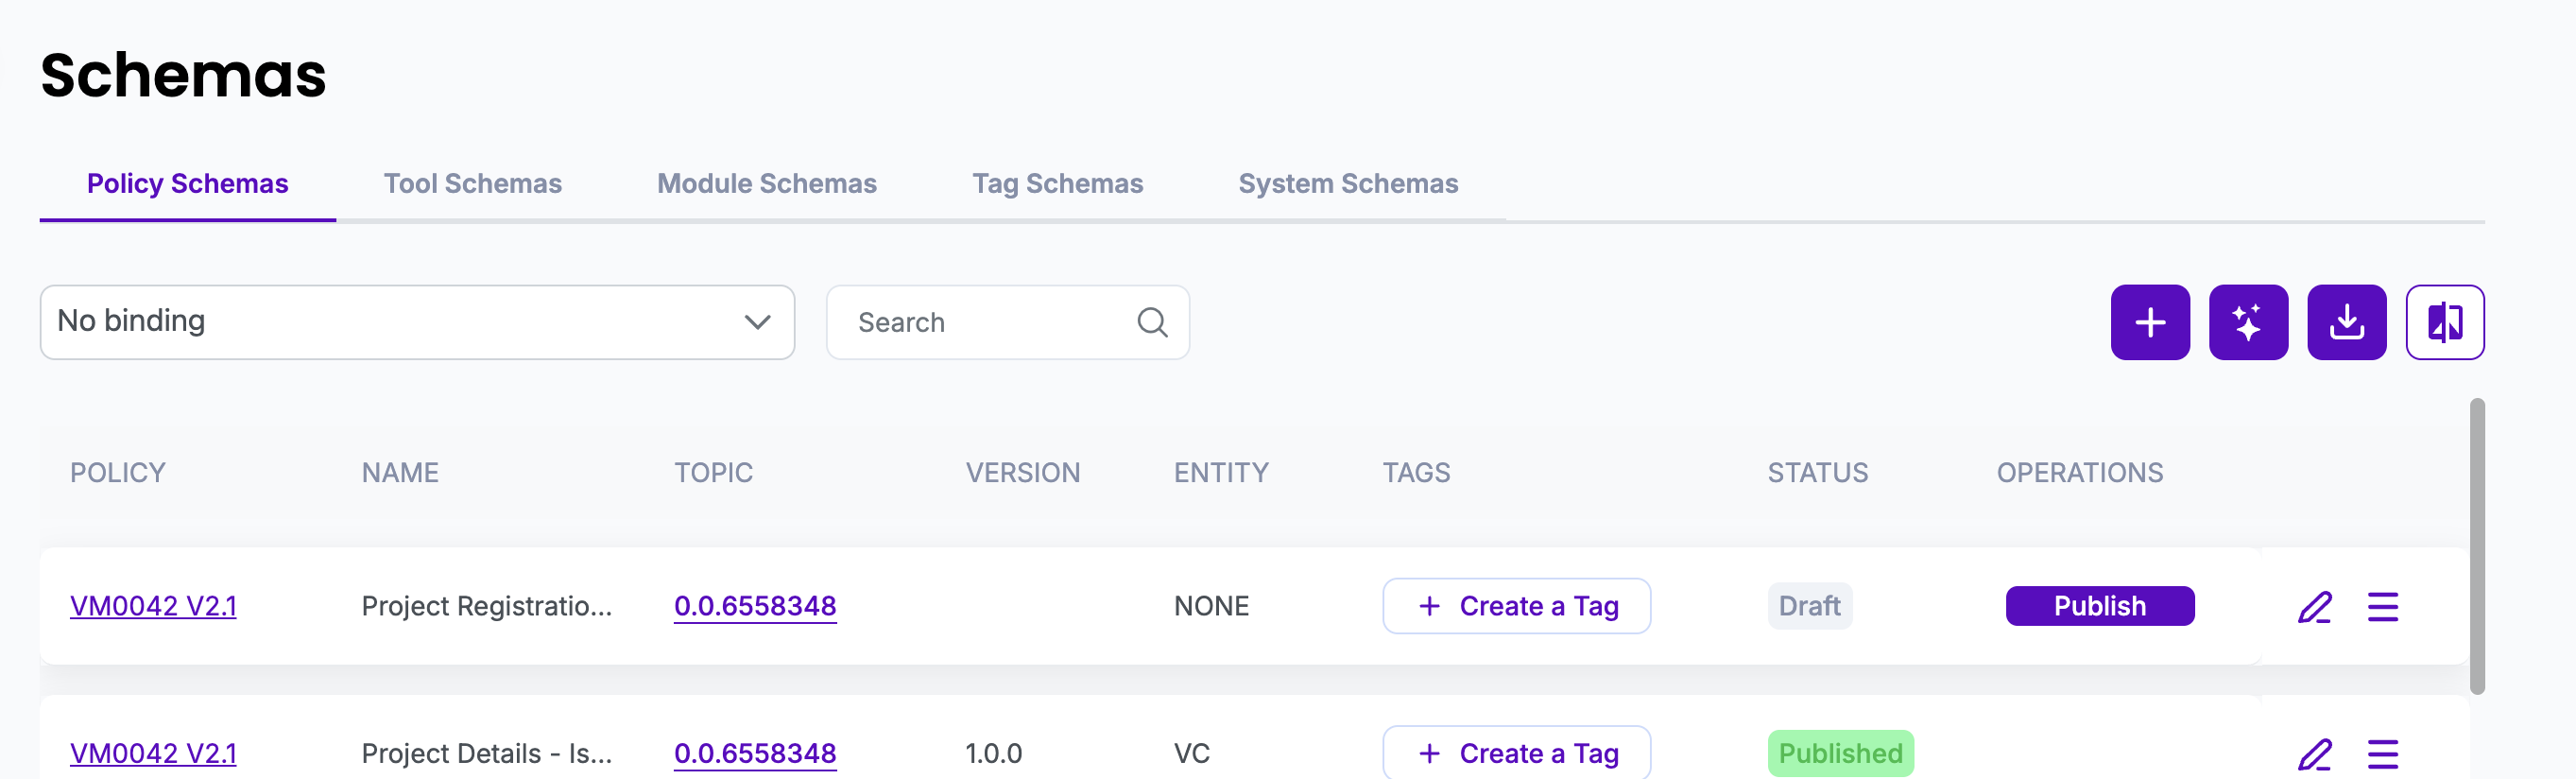 Schemas
Policy Schemas Tool Schemas Module Schemas Tag Schemas System Schemas
No binding Search
POLICY NAME TOPIC VERSION ENTITY TAGS STATUS OPERATIONS
VM0042 V2.1 Project Registratio... 0.0.6558348 NONE + Create a Tag Draft Publish
VM0042 V2.1 Project Details - Is... 0.0.6558348 1.0.0 VC + Create a Tag Published